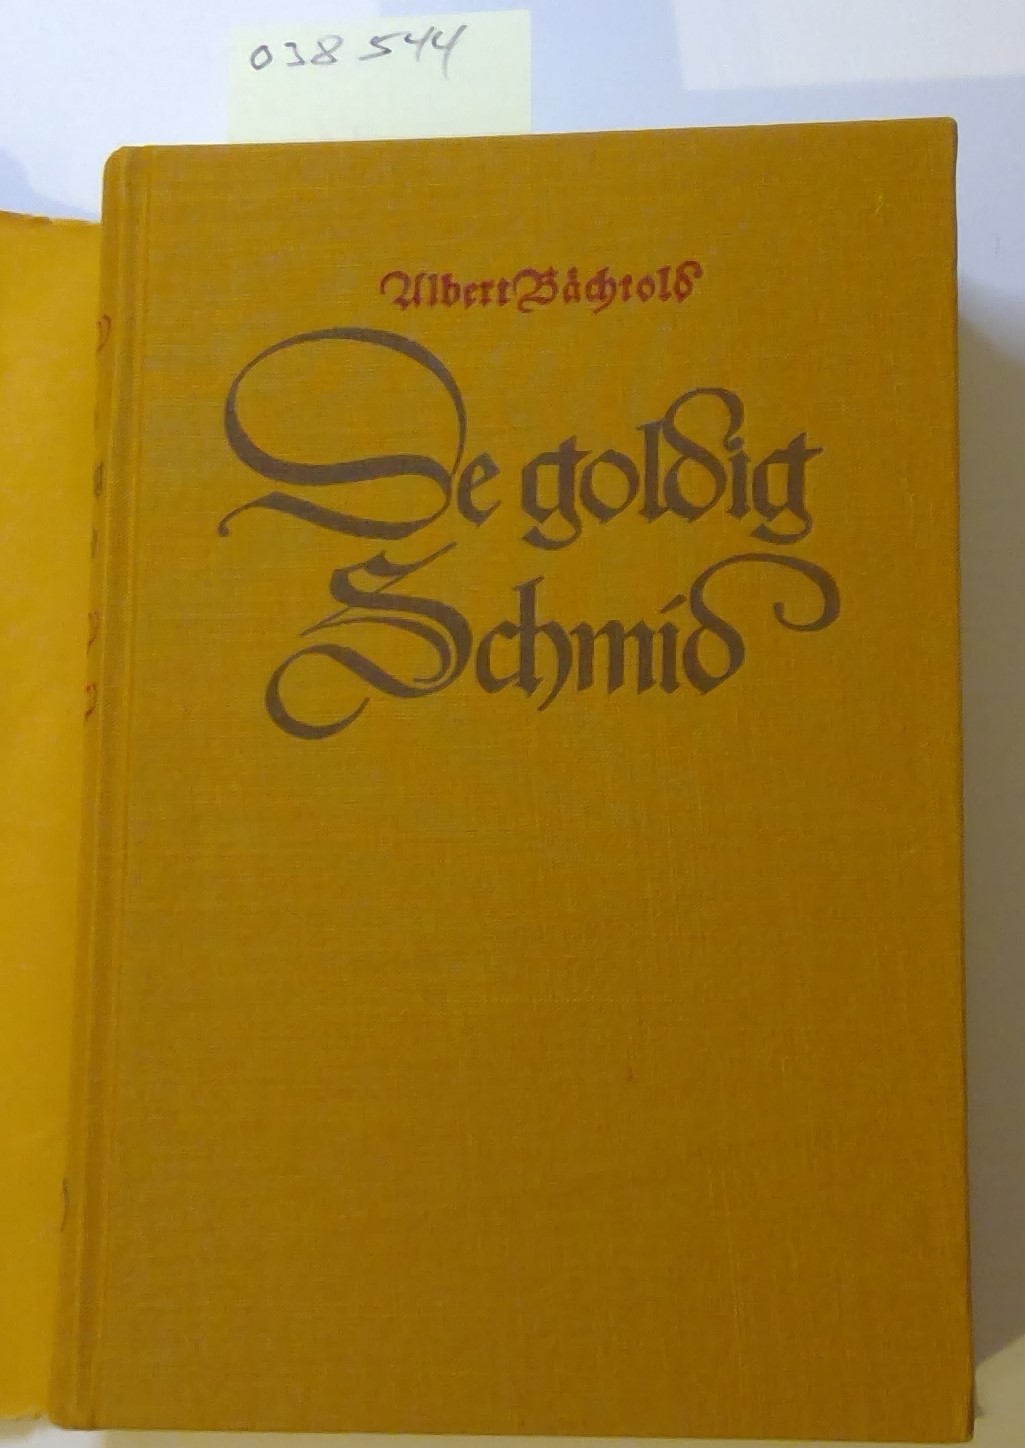 038544
Albert Bächtold
De goldig
Schmid